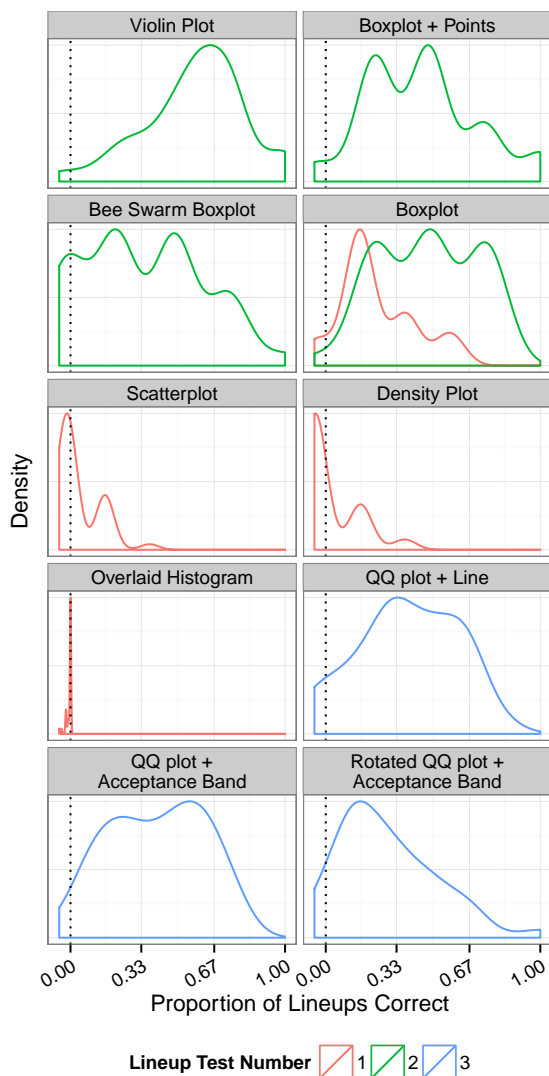 Violin Plot
Boxplot + Points
Bee Swarm Boxplot
Boxplot
Scatterplot
Density Plot
Overlaid Histogram
QQ plot + Line
QQ plot +
Acceptance Band
Rotated QQ plot +
Acceptance Band
Density
0.00 0.33 0.67 1.00 0.00 0.33 0.67 1.00
Proportion of Lineups Correct
Lineup Test Number 1 2 3